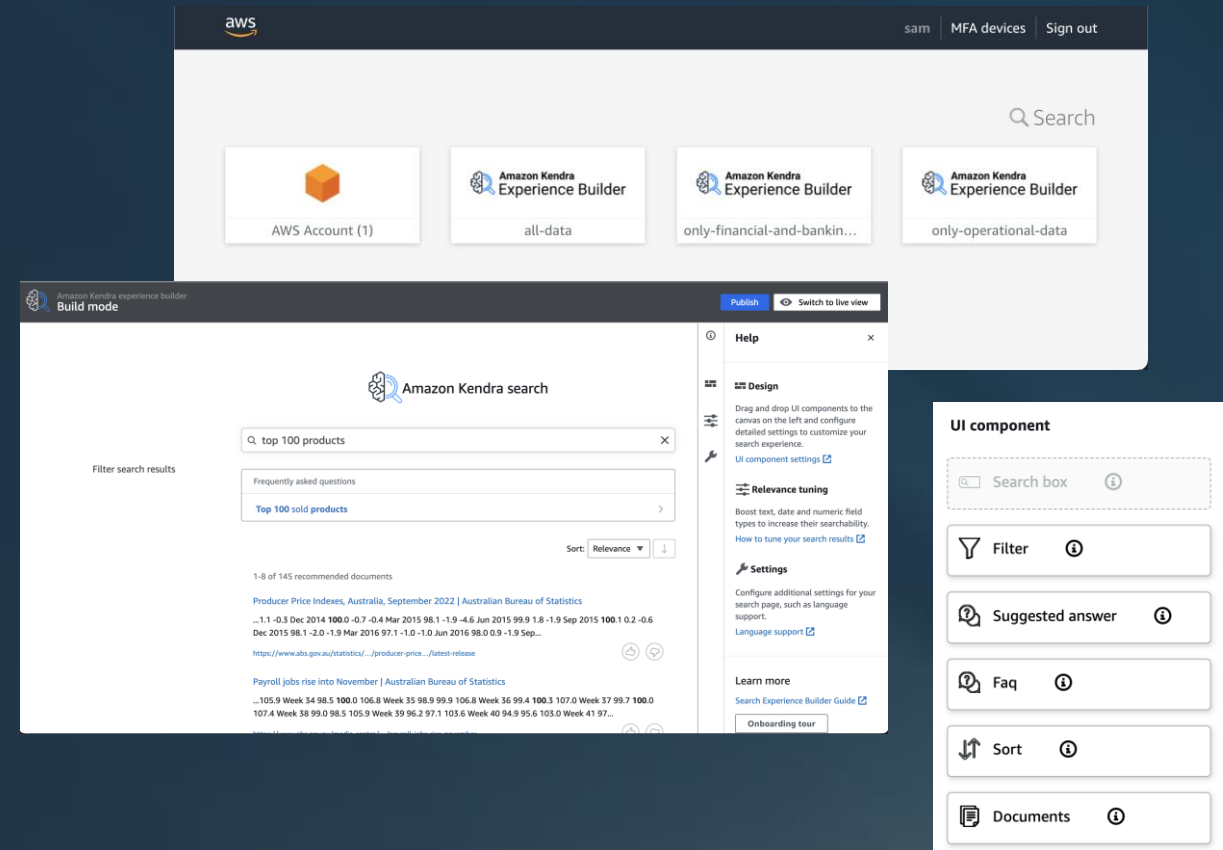 aws
sam MFA devices Sign out
Search
Amazon Kendra
Experience Builder
Amazon Kendra
Experience Builder
Amazon Kendra
Experience Builder
AWS Account (1)
all-data
only-financial-and-bankin...
only-operational-data
Amazon Kendra experience builder
Build mode
Publish
Switch to live view
Amazon Kendra search
top 100 products
Filter search results
Frequently asked questions
Top 100 sold products
Sort: Relevance
1-8 of 145 recommended documents
Producer Price Indexes, Australia, September 2022 | Australian Bureau of Statistics
...1.1 -0.3 Dec 2014 100.0 -0.7 -0.4 Mar 2015 98.1 -1.9 -4.6 Jun 2015 99.9 1.8 -1.9 Sep 2015 100.1 0.2 -0.6
Dec 2015 98.1 -2.0 -1.9 Mar 2016 97.1 -1.0 -1.0 Jun 2016 98.0 0.9 -1.9 Sep...
https://www.abs.gov.au/statistics/.../producer-price.../latest-release
Payroll jobs rise into November | Australian Bureau of Statistics
...105.9 Week 34 98.5 100.0 106.8 Week 35 98.9 99.9 106.8 Week 36 99.4 100.3 107.0 Week 37 99.7 100.0
107.4 Week 38 99.0 98.5 105.9 Week 39 96.2 97.1 103.6 Week 40 94.9 95.6 103.0 Week 41 97...
Help
Design
Drag and drop UI components to the
canvas on the left and configure
detailed settings to customize your
search experience.
UI component settings
Relevance tuning
Boost text, date and numeric field
types to increase their searchability.
How to tune your search results
Settings
Configure additional settings for your
search page, such as language
support.
Language support
Learn more
Search Experience Builder Guide
Onboarding tour
UI component
Search box
Filter
Suggested answer
Faq
Sort
Documents